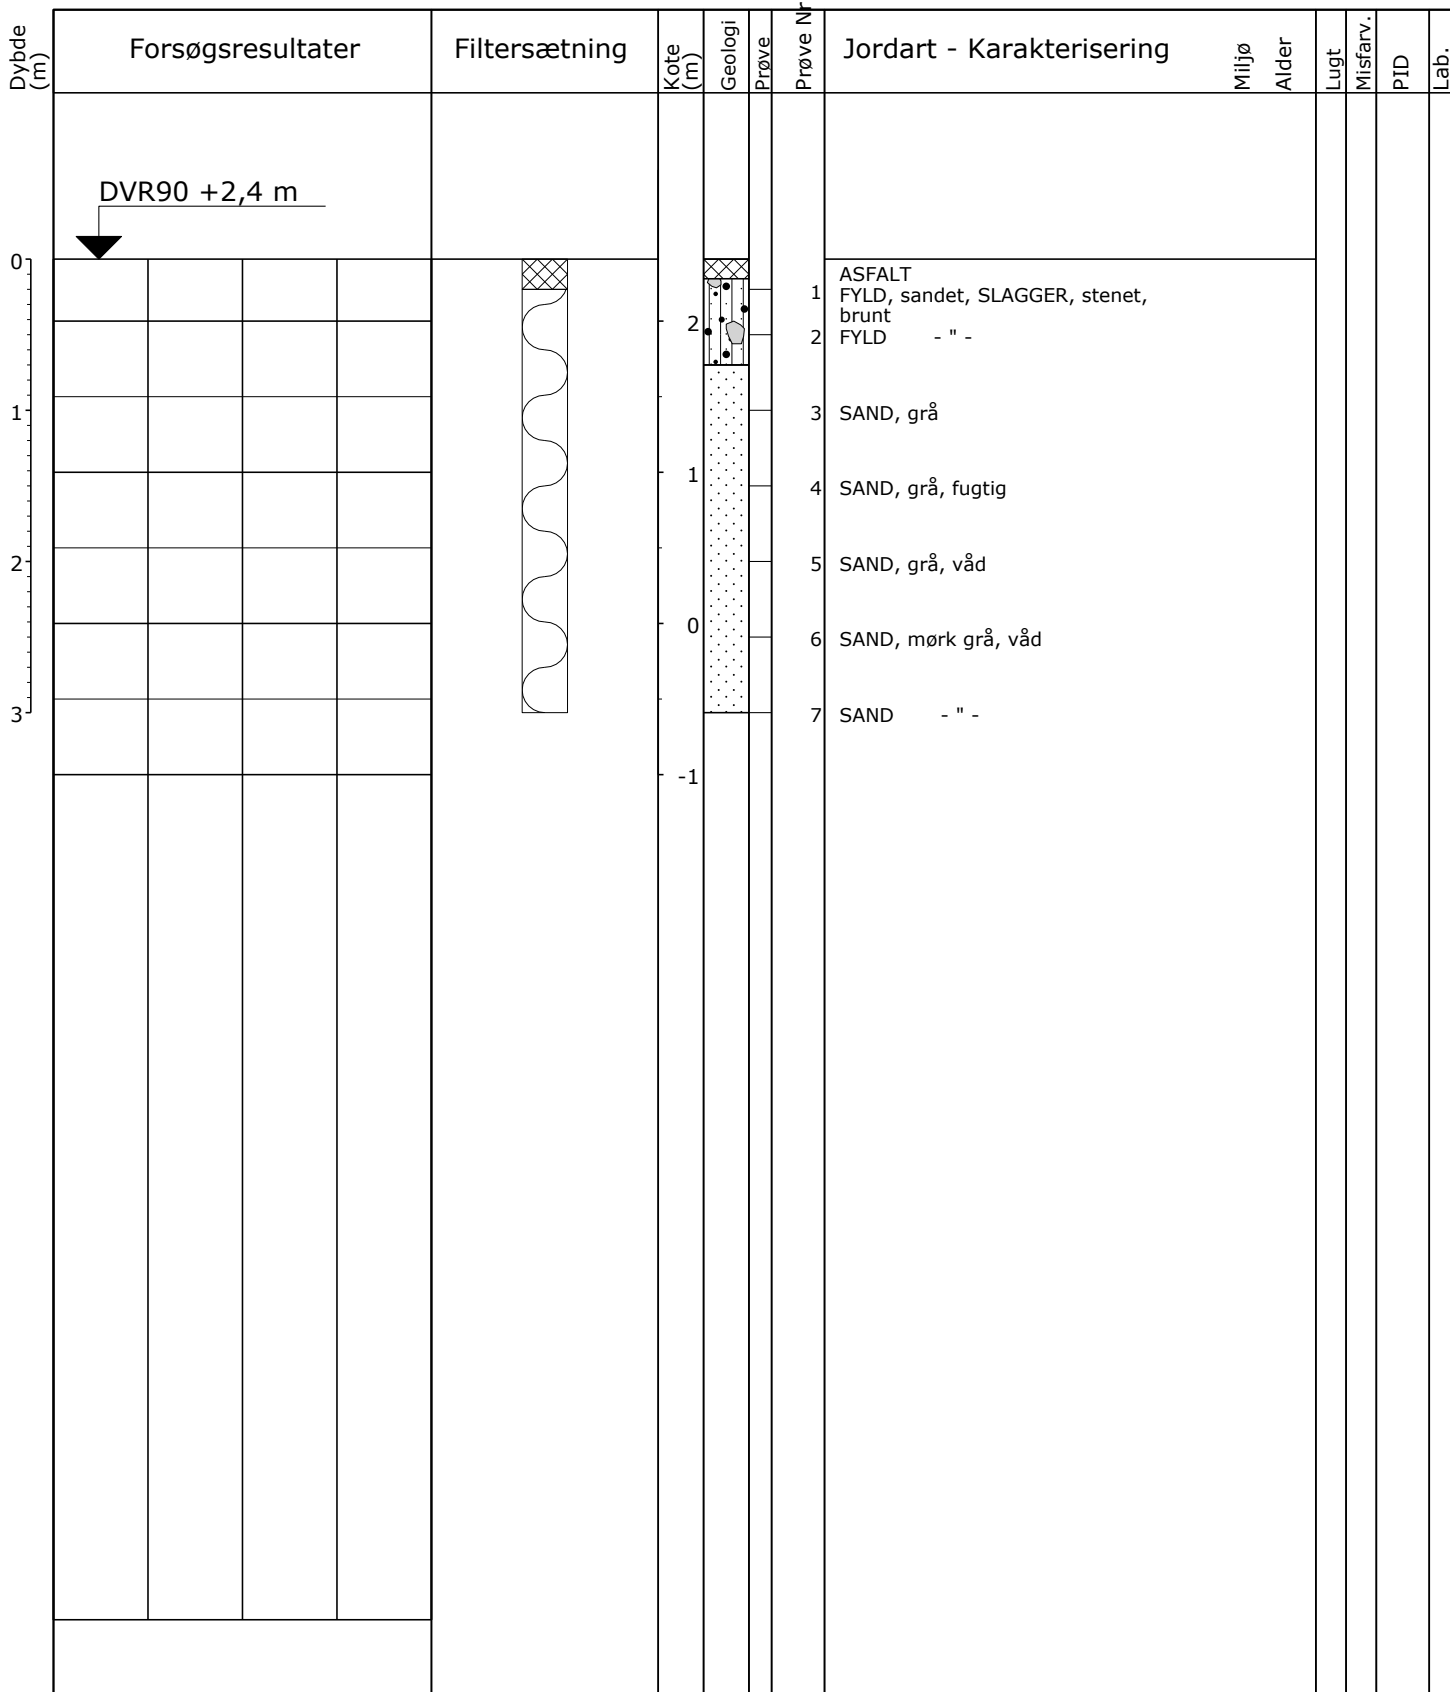 Dybde (m)
Forsøgsresultater
Filtersætning
Kote (m)
Geologi
Prøve
Prøve Nr
Jordart - Karakterisering
Miljø
Alder
Lugt
Misfarv.
PID
Lab.
DVR90 +2,4 m
0
ASFALT
1 FYLD, sandet, SLAGGER, stenet,
brunt
2
2 FYLD - " -
1
3 SAND, grå
1
4 SAND, grå, fugtig
2
5 SAND, grå, våd
0
6 SAND, mørk grå, våd
3
7 SAND - " -
-1